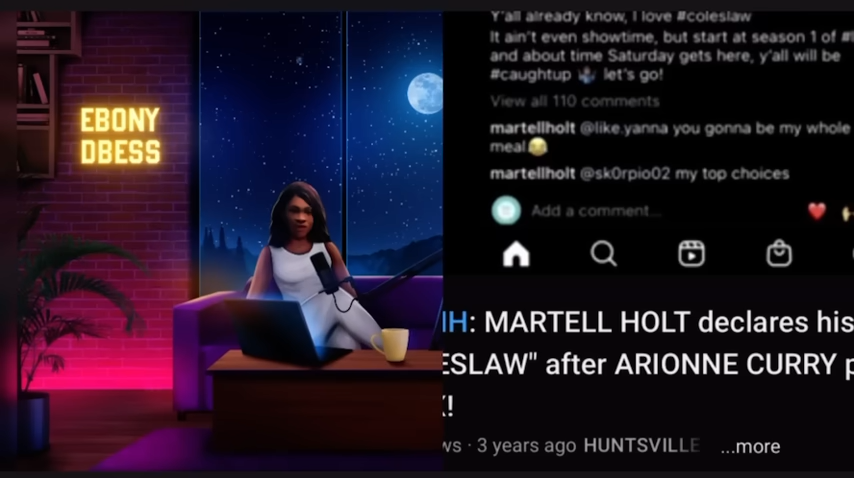 EBONY
DBESS
Y'all already know, I love #coleslaw
It ain't even showtime, but start at season 1 of
and about time Saturday gets here, y'all will be
#caughtup let's go!
View all 110 comments
martellholt @like.yanna you gonna be my whole
meal😂
martellholt @sk0rpio02 my top choices
Add a comment...
: MARTELL HOLT declares his
ESLAW" after ARIONNE CURRY
!
ws · 3 years ago HUNTSVILLE ...more